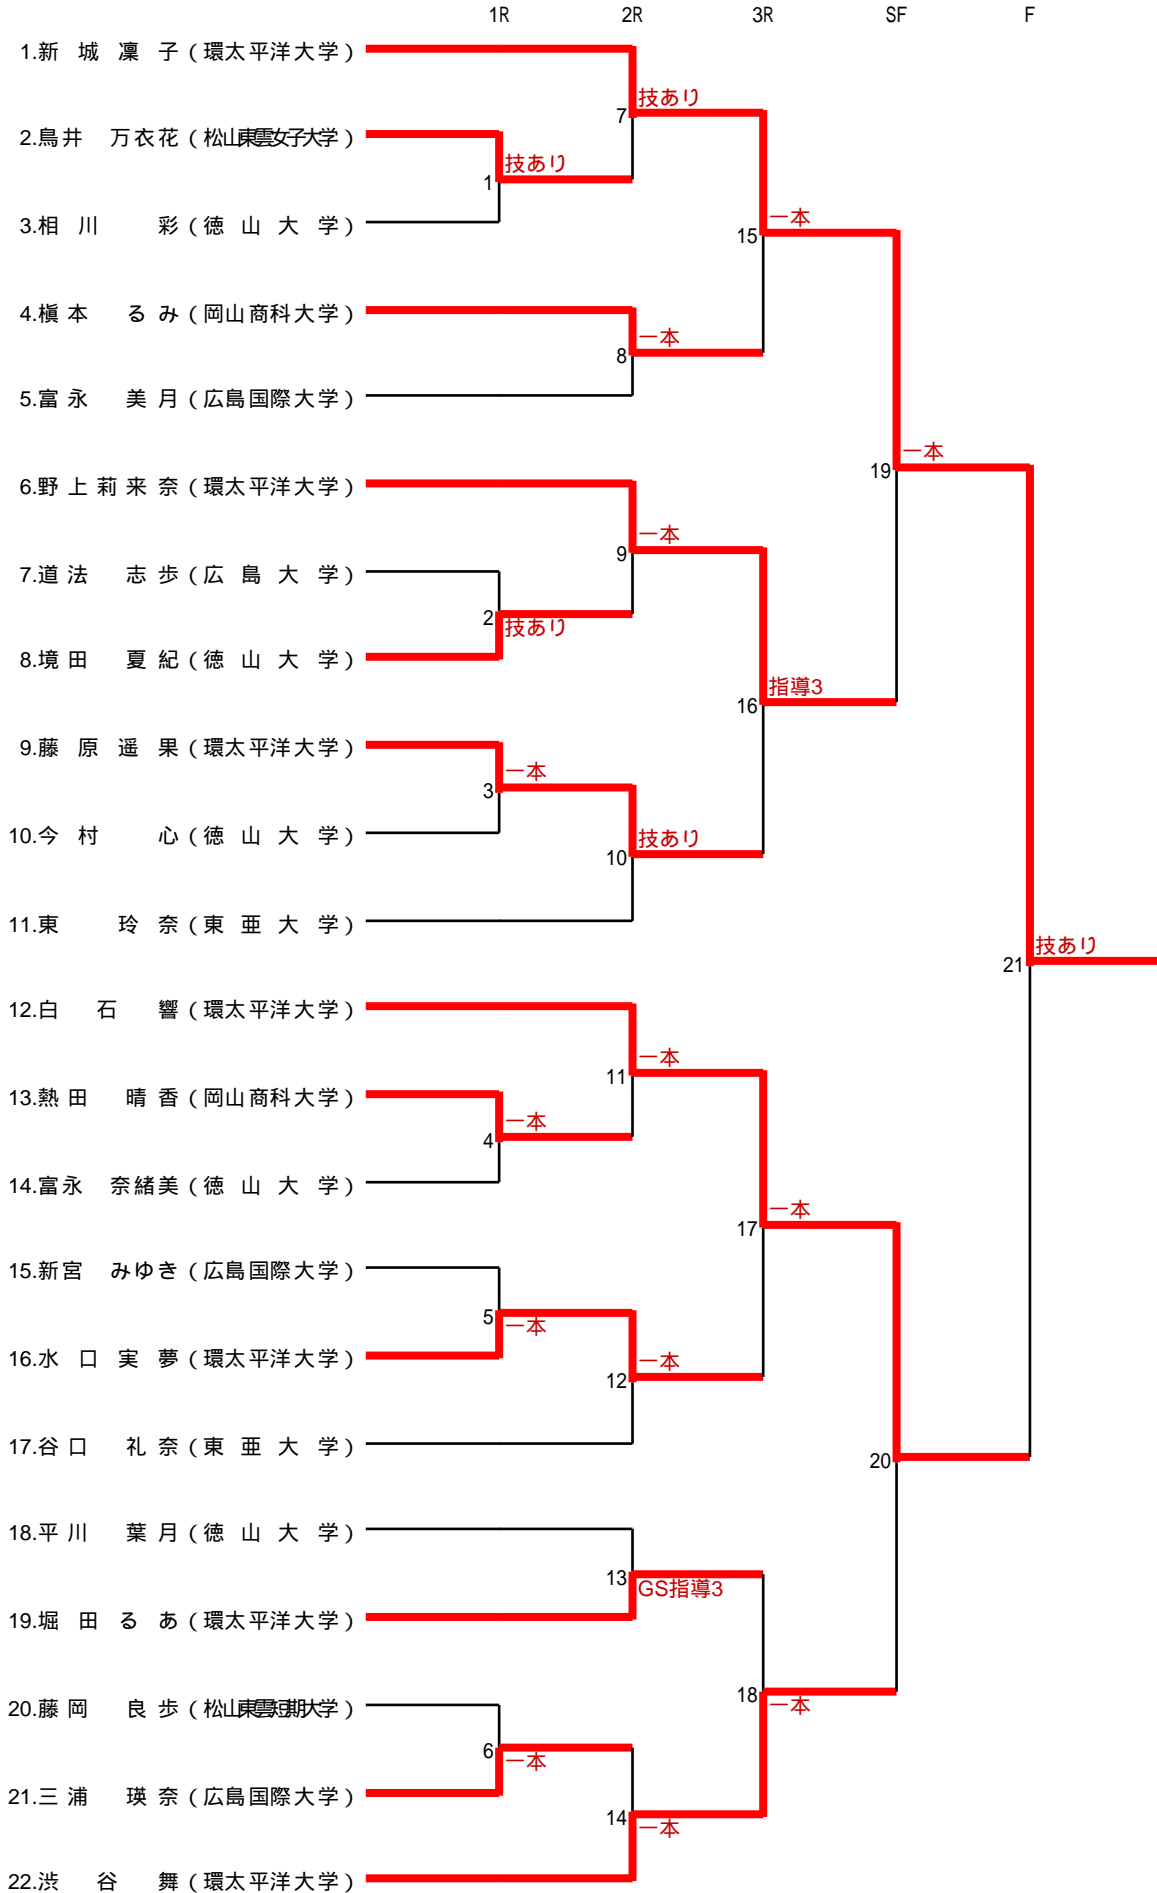 1R 2R 3R SF F
1.新城凜子(環太平洋大学)
技あり
7
2.鳥井 万衣花(松山東雲女子大学)
技あり
1
3.相川 彩(徳山大学)
一本
15
4.槇本 るみ(岡山商科大学)
一本
8
5.富永 美月(広島国際大学)
一本
19
6.野上莉来奈(環太平洋大学)
一本
9
7.道法 志歩(広島大学)
2
技あり
8.境田 夏紀(徳山大学)
指導3
16
9.藤原遥果(環太平洋大学)
一本
3
10.今村 心(徳山大学)
技あり
10
11.東 玲奈(東亜大学)
技あり
21
12.白石 響(環太平洋大学)
一本
11
13.熱田 晴香(岡山商科大学)
一本
4
14.富永 奈緒美(徳山大学)
一本
17
15.新宮 みゆき(広島国際大学)
5
一本
16.水口実夢(環太平洋大学)
一本
12
17.谷口 礼奈(東亜大学)
20
18.平川 葉月(徳山大学)
13
GS指導3
19.堀田るあ(環太平洋大学)
20.藤岡 良歩(松山東雲短期大学)
18
一本
6
一本
21.三浦 瑛奈(広島国際大学)
14
一本
22.渋谷 舞(環太平洋大学)